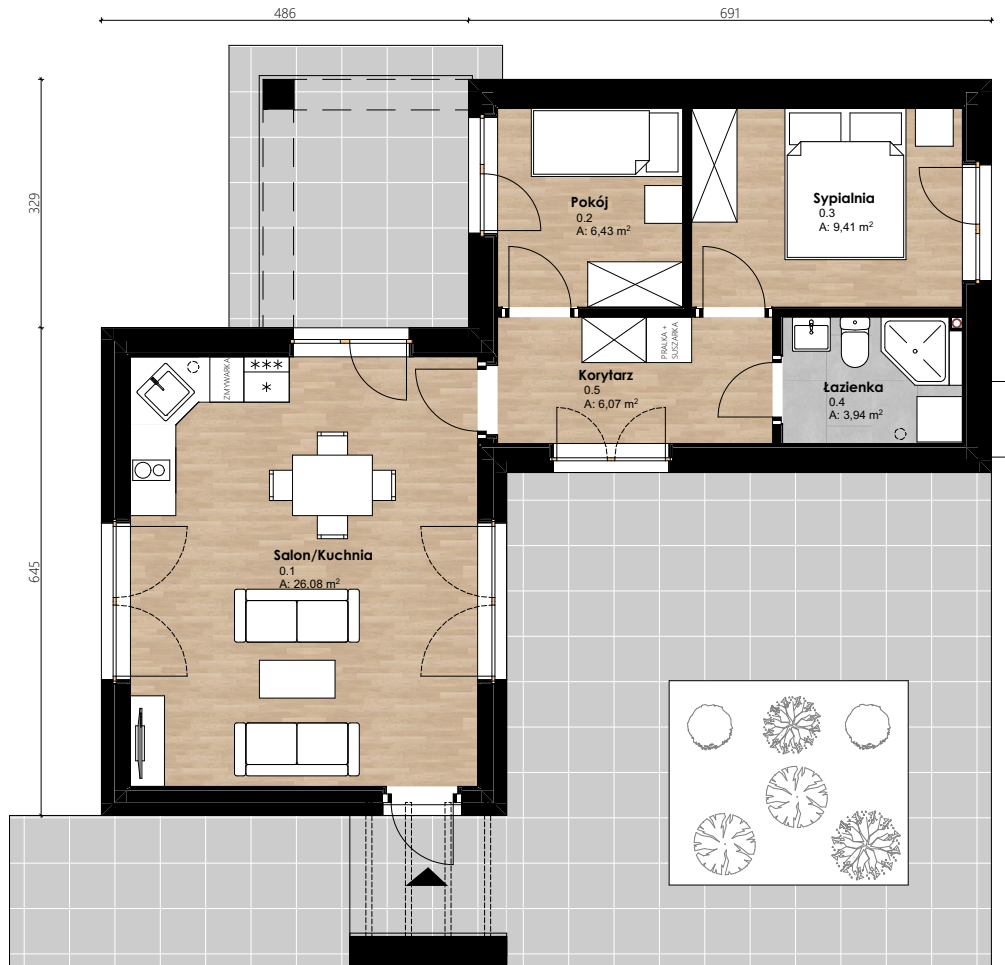 486
691
329
645
Pokój
0.2
A: 6,43 m²
Sypialnia
0.3
A: 9,41 m²
PRALKA +
SUSZARKA
Korytarz
0.5
A: 6,07 m²
Łazienka
0.4
A: 3,94 m²
ZMYWARKA
***
*
Salon/Kuchnia
0.1
A: 26,08 m²